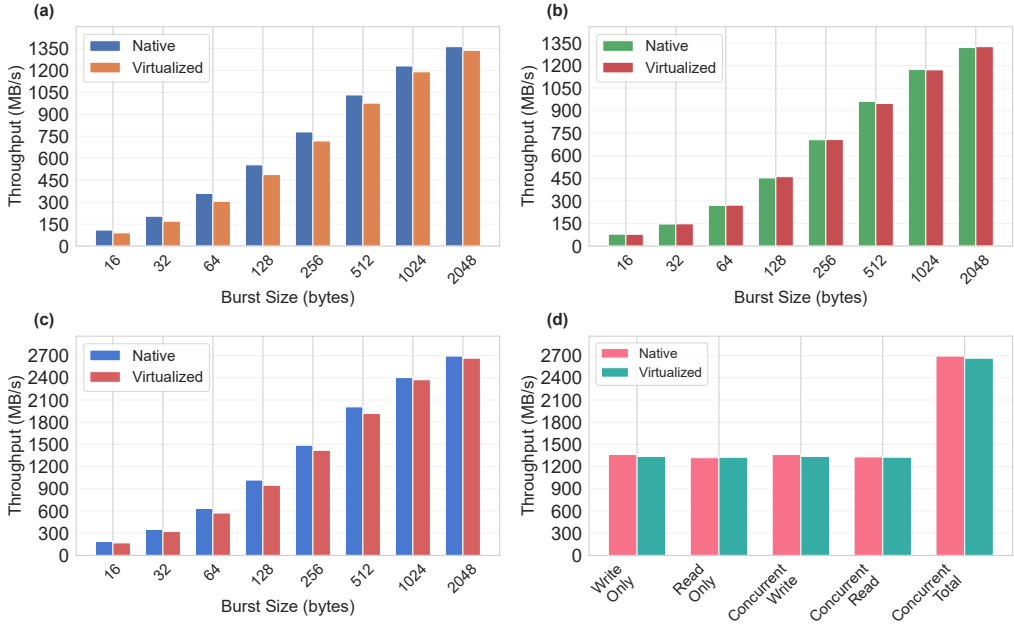 (a)
Throughput (MB/s)
1350
1200
1050
900
750
600
450
300
150
0
Native
Virtualized
16
32
64
128
256
512
1024
2048
Burst Size (bytes)
(b)
Throughput (MB/s)
1350
1200
1050
900
750
600
450
300
150
0
Native
Virtualized
16
32
64
128
256
512
1024
2048
Burst Size (bytes)
(c)
Throughput (MB/s)
2700
2400
2100
1800
1500
1200
900
600
300
0
Native
Virtualized
16
32
64
128
256
512
1024
2048
Burst Size (bytes)
(d)
Throughput (MB/s)
2700
2400
2100
1800
1500
1200
900
600
300
0
Native
Virtualized
Write
Only
Read
Only
Concurrent
Write
Concurrent
Read
Concurrent
Total